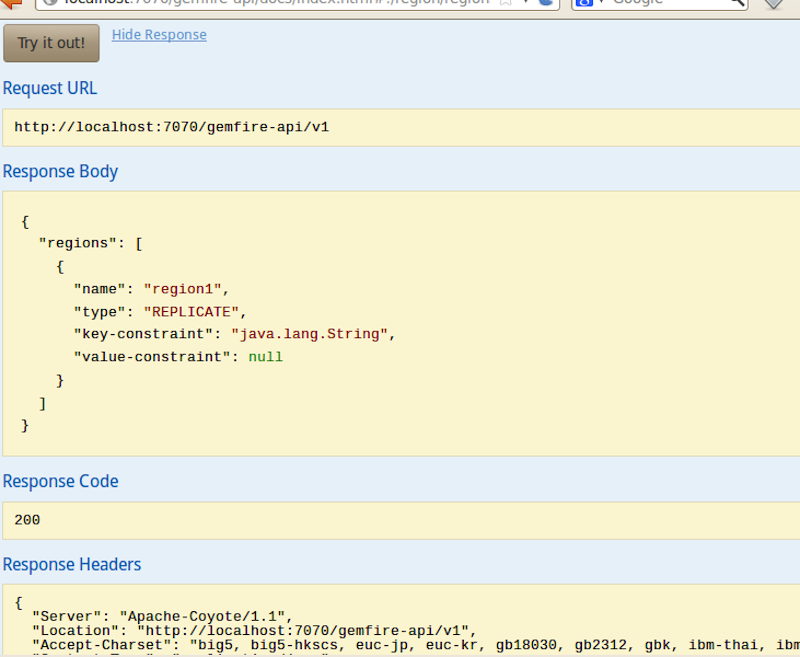 localhost:7070/gemfire-api/docs/index.html#!/region/region
Google
Try it out!
Hide Response
Request URL
http://localhost:7070/gemfire-api/v1
Response Body
{
"regions": [
{
"name": "region1",
"type": "REPLICATE",
"key-constraint": "java.lang.String",
"value-constraint": null
}
]
}
Response Code
200
Response Headers
{
"Server": "Apache-Coyote/1.1",
"Location": "http://localhost:7070/gemfire-api/v1",
"Accept-Charset": "big5, big5-hkscs, euc-jp, euc-kr, gb18030, gb2312, gbk, ibm-thai,